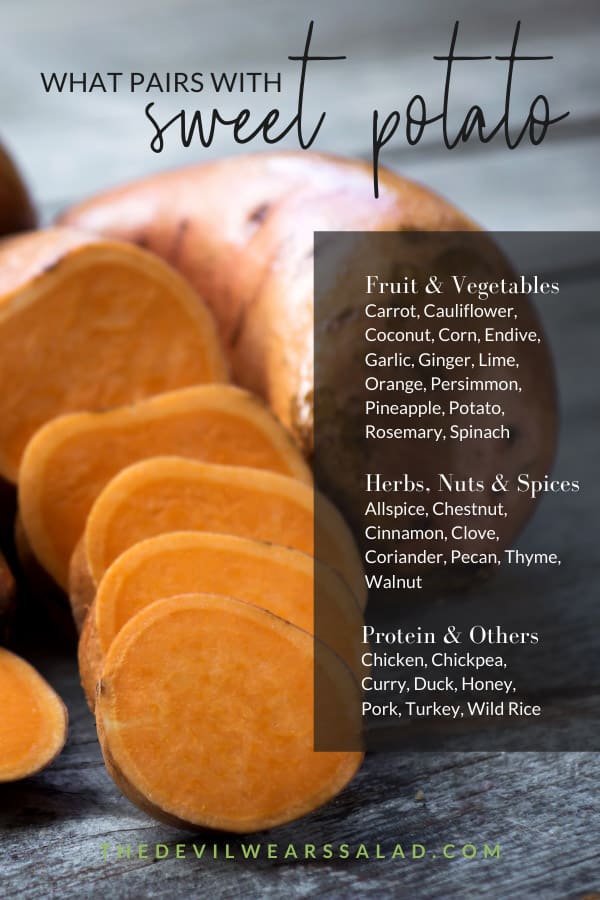 WHAT PAIRS WITH
sweet potato
Fruit & Vegetables
Carrot, Cauliflower,
Coconut, Corn, Endive,
Garlic, Ginger, Lime,
Orange, Persimmon,
Pineapple, Potato,
Rosemary, Spinach
Herbs, Nuts & Spices
Allspice, Chestnut,
Cinnamon, Clove,
Coriander, Pecan, Thyme,
Walnut
Protein & Others
Chicken, Chickpea,
Curry, Duck, Honey,
Pork, Turkey, Wild Rice
THEDEVILWEARSSALAD.COM